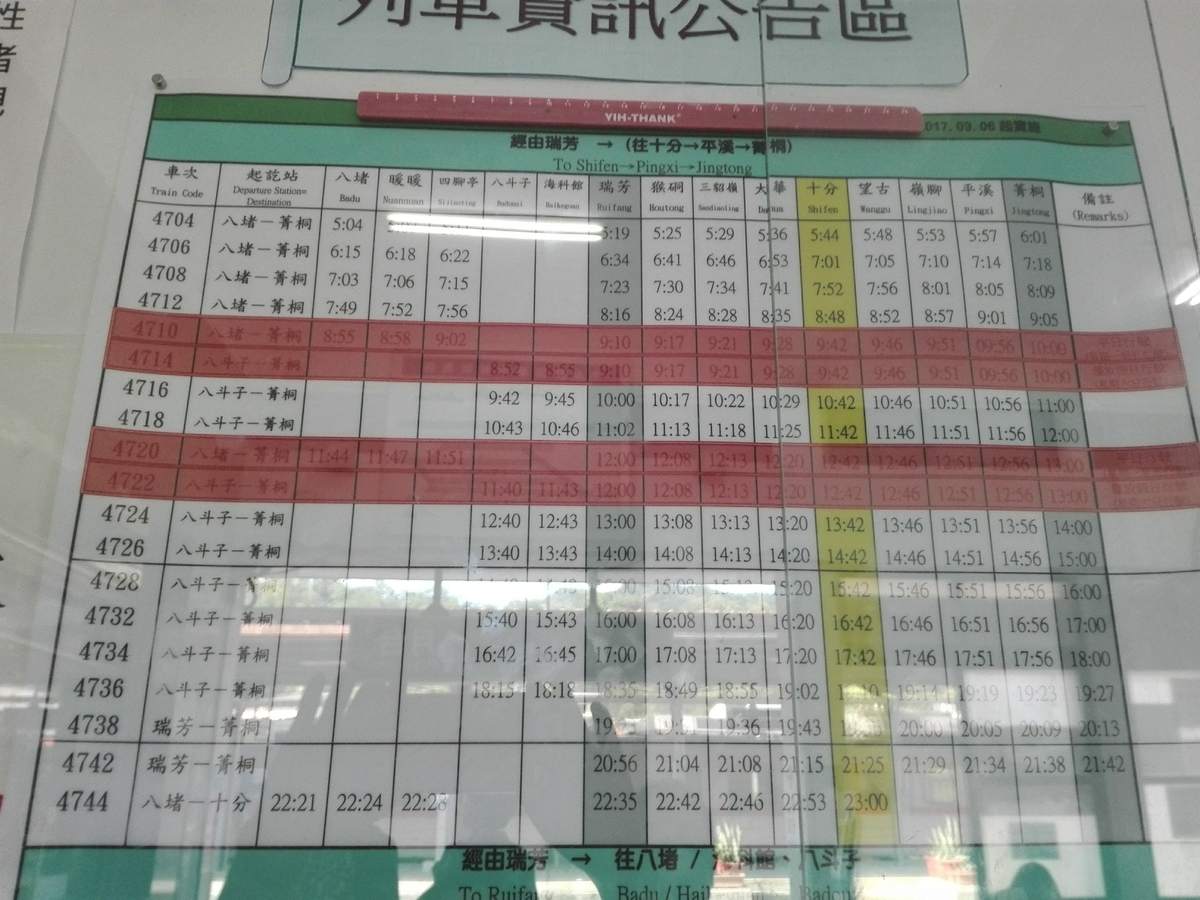 性
者
列車資訊公告區
YIH-THANK
017.09.06 起實施
經由瑞芳 → (往十分→平溪→菁桐)
To Shifen→Pingxi→Jingtong
車次 起訖站 八堵 暖暖 四腳亭 八斗子 海科館 瑞芳 猴硐 三貂嶺 大華 十分 望古 嶺腳 平溪 菁桐 備註
Train Code Departure Station= Destination Badu Nuannuan Sijiaoting Badouzi Haikeguan Ruifang Houtong Sandiaoling Shifen Wanggu Lingjiao Pingxi Jingtong (Remarks)
4704 八堵－菁桐 5:04 5:19 5:25 5:29 5:36 5:44 5:48 5:53 5:57 6:01
4706 八堵－菁桐 6:15 6:18 6:22 6:34 6:41 6:46 6:53 7:01 7:05 7:10 7:14 7:18
4708 八堵－菁桐 7:03 7:06 7:15 7:23 7:30 7:34 7:41 7:52 7:56 8:01 8:05 8:09
4712 八堵－菁桐 7:49 7:52 7:56 8:16 8:24 8:28 8:35 8:48 8:52 8:57 9:01 9:05
4710 八堵－菁桐 8:55 8:58 9:02 9:10 9:17 9:21 9:28 9:42 9:46 9:51 09:56 10:00 平日行駛
4714 八斗子－菁桐 8:52 8:55 9:10 9:17 9:21 9:28 9:42 9:46 9:51 09:56 10:00
4716 八斗子－菁桐 9:42 9:45 10:00 10:17 10:22 10:29 10:42 10:46 10:51 10:56 11:00
4718 八斗子－菁桐 10:43 10:46 11:02 11:13 11:18 11:25 11:42 11:46 11:51 11:56 12:00
4720 八堵－菁桐 11:44 11:47 11:51 12:00 12:08 12:13 12:20 12:42 12:46 12:51 12:56 13:00 平日行駛
4722 八斗子－菁桐 11:40 11:43 12:00 12:08 12:13 12:20 12:42 12:46 12:51 12:56 13:00
4724 八斗子－菁桐 12:40 12:43 13:00 13:08 13:13 13:20 13:42 13:46 13:51 13:56 14:00
4726 八斗子－菁桐 13:40 13:43 14:00 14:08 14:13 14:20 14:42 14:46 14:51 14:56 15:00
4728 八斗子－菁桐 15:08 15:20 15:42 15:46 15:51 15:56 16:00
4732 八斗子－菁桐 15:40 15:43 16:00 16:08 16:13 16:20 16:42 16:46 16:51 16:56 17:00
4734 八斗子－菁桐 16:42 16:45 17:00 17:08 17:13 17:20 17:42 17:46 17:51 17:56 18:00
4736 八斗子－菁桐 18:15 18:18 18:35 18:49 18:55 19:02 19:10 19:14 19:19 19:23 19:27
4738 瑞芳－菁桐 19:36 19:43 20:00 20:05 20:09 20:13
4742 瑞芳－菁桐 20:56 21:04 21:08 21:15 21:25 21:29 21:34 21:38 21:42
4744 八堵－十分 22:21 22:24 22:28 22:35 22:42 22:46 22:53 23:00
經由瑞芳 → 往八堵 / 海科館、八斗子
To Ruifang Badu /